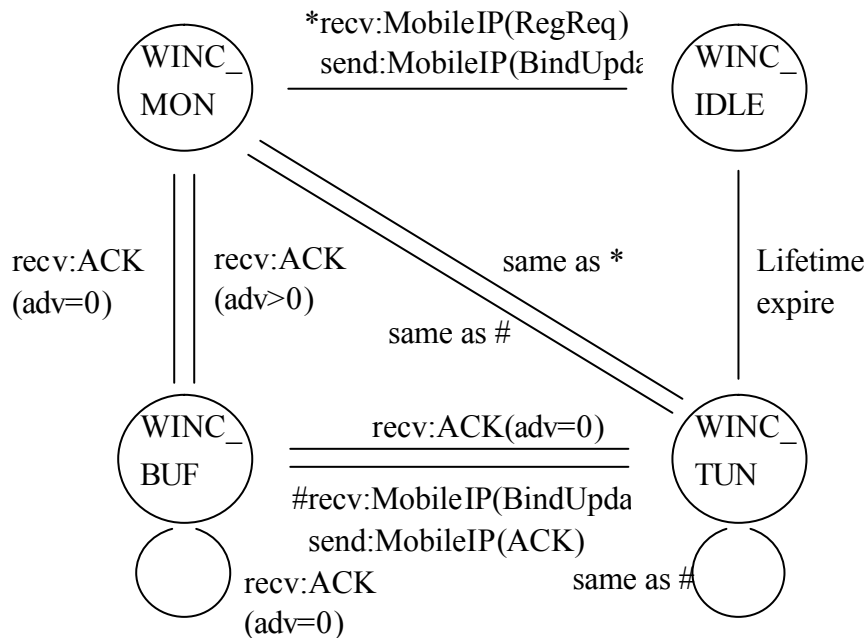 *recv:MobileIP(RegReq)
send:MobileIP(BindUpda
WINC_
MON
WINC_
IDLE
recv:ACK
(adv=0)
recv:ACK
(adv>0)
same as *
same as #
Lifetime
expire
WINC_
BUF
recv:ACK(adv=0)
#recv:MobileIP(BindUpda
send:MobileIP(ACK)
WINC_
TUN
recv:ACK
(adv=0)
same as #